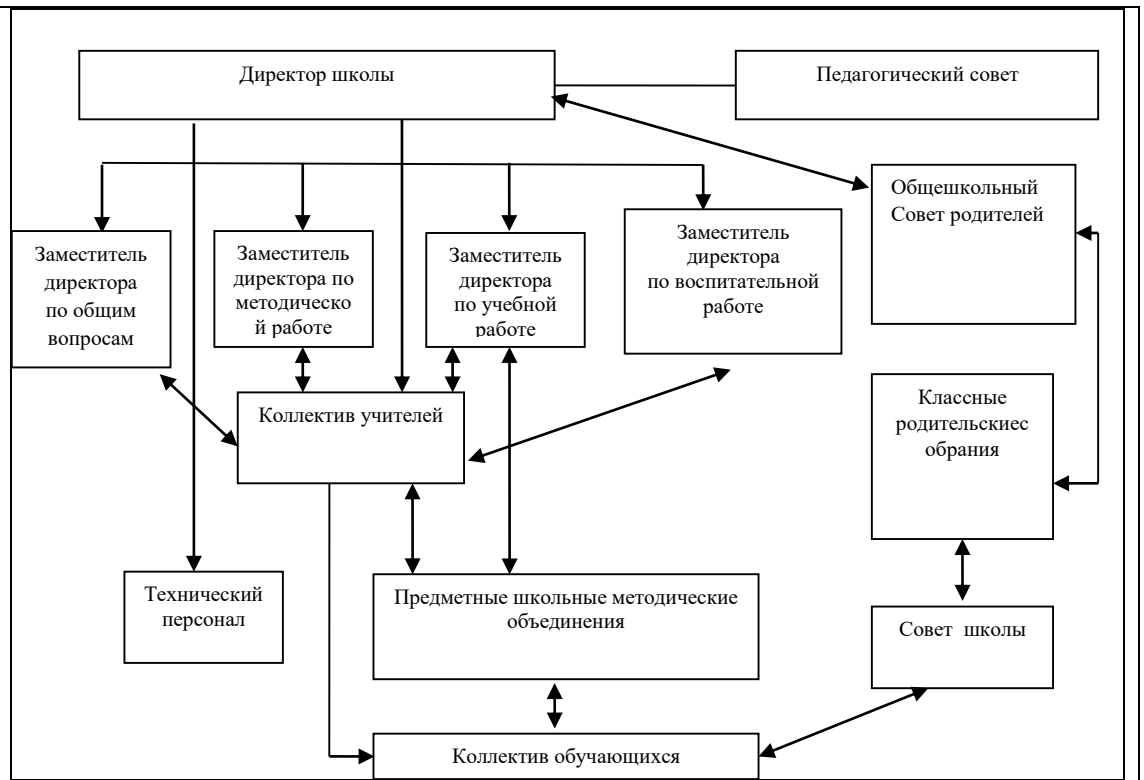 Директор школы
Педагогический совет
Общешкольный
Совет родителей
Заместитель
директора
по общим
вопросам
Заместитель
директора по
методическо
й работе
Заместитель
директора
по учебной
работе
Заместитель
директора
по воспитательной
работе
Коллектив учителей
Классные
родительскиес
обрания
Технический
персонал
Предметные школьные методические
объединения
Совет школы
Коллектив обучающихся